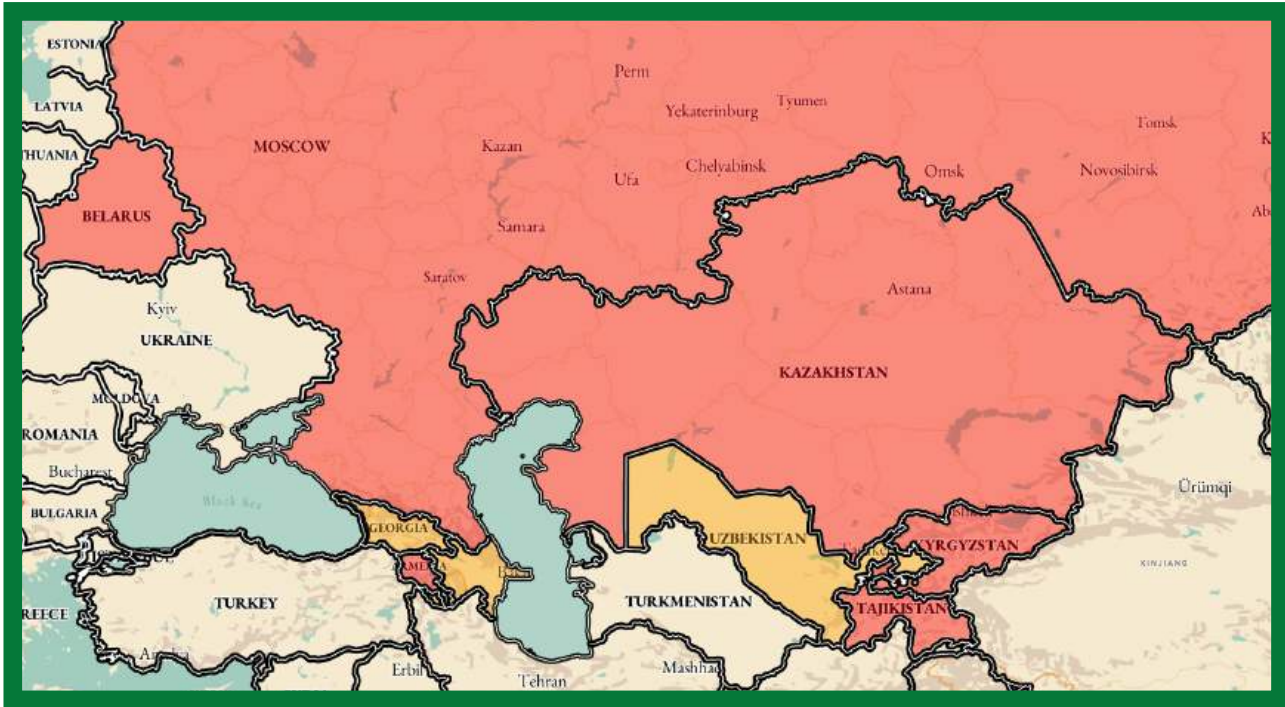 ESTONIA
Perm
LATVIA
Yekaterinburg
Tyumen
Tomsk
THUANIA
MOSCOW
Kazan
Ufa
Chelyabinsk
Omsk
Novosibirsk
K
BELARUS
Samara
Ab
Saratov
Astana
Kyiv
UKRAINE
KAZAKHSTAN
MOLDOVA
ROMANIA
Bucharest
Ürümqi
Black Sea
BULGARIA
GEORGIA
UZBEKISTAN
KYRGYZSTAN
XINJIANG
TURKEY
TURKMENISTAN
TAJIKISTAN
REECE
Erbil
Mashhad
Tehran